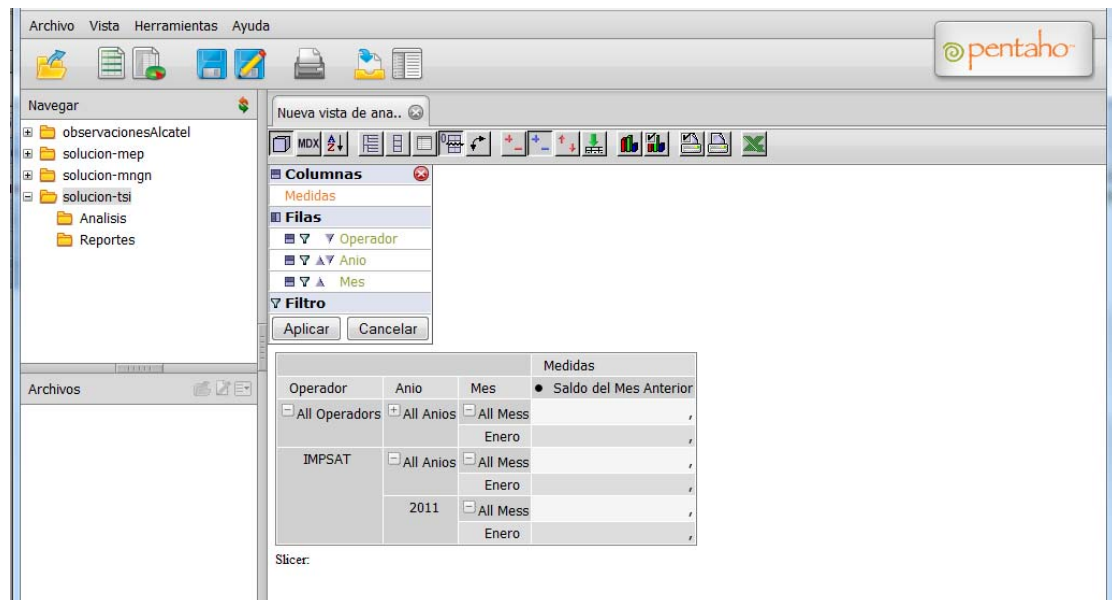 Archivo Vista Herramientas Ayuda
pentaho
Navegar
Nueva vista de ana..
observacionesAlcatel
solucion-mep
solucion-mngn
solucion-tsi
Analisis
Reportes
MDX
Columnas
Medidas
Filas
Operador
Anio
Mes
Filtro
Aplicar Cancelar
Archivos
Medidas
Operador Anio Mes Saldo del Mes Anterior
All Operadors All Anios All Mess ,
Enero ,
IMPSAT All Anios All Mess ,
Enero ,
2011 All Mess ,
Enero ,
Slicer: